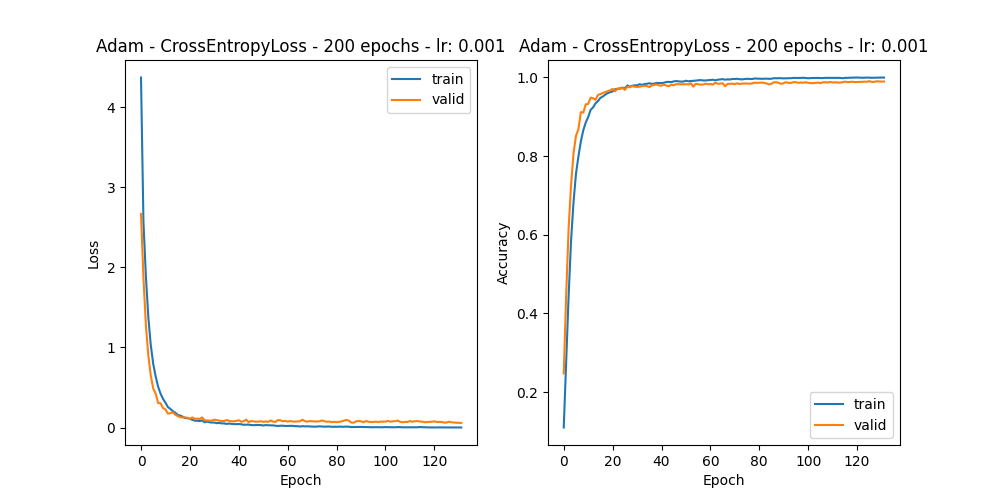 Adam - CrossEntropyLoss - 200 epochs - lr: 0.001
train
valid
4
3
2
1
0
Loss
0 20 40 60 80 100 120
Epoch
Adam - CrossEntropyLoss - 200 epochs - lr: 0.001
1.0
0.8
0.6
0.4
0.2
Accuracy
train
valid
0 20 40 60 80 100 120
Epoch